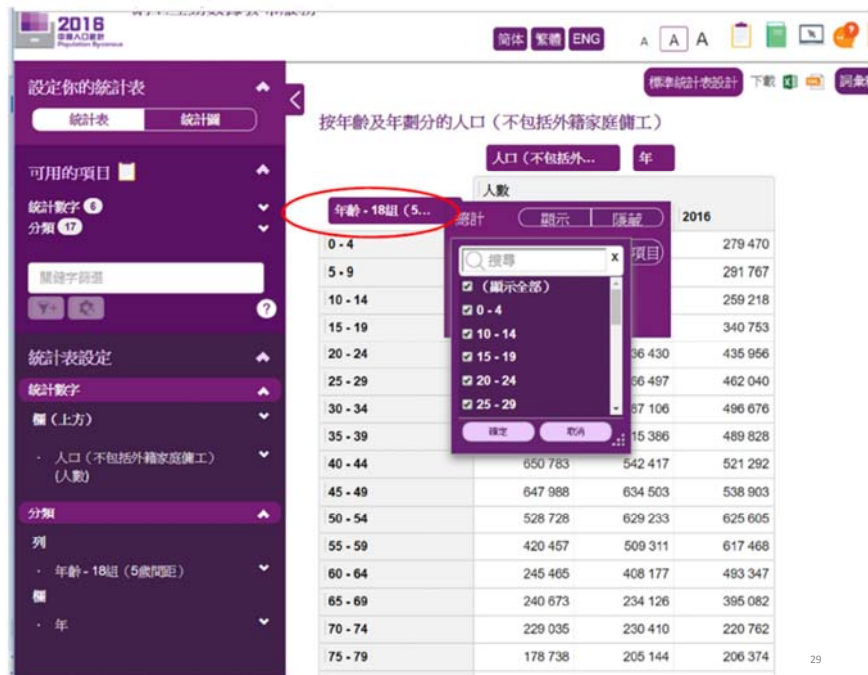 2016
中期人口統計
Population By-census
简体 繁體 ENG A A A
標準統計表設計 下載
設定你的統計表
統計表 統計圖
可用的項目
統計數字 6
分類 17
關鍵字篩選
?
統計表設定
統計數字
欄（上方）
· 人口（不包括外籍家庭傭工）
(人數)
分類
列
· 年齡 - 18組（5歲間距）
欄
· 年
按年齡及年劃分的人口（不包括外籍家庭傭工）
人口（不包括外... 年
人數
年齡 - 18組（5...
總計 顯示 隱藏 2016
搜尋 x 項目
（顯示全部）
0 - 4
10 - 14
15 - 19
20 - 24
25 - 29
確定 取消
0 - 4 279 470
5 - 9 291 767
10 - 14 259 218
15 - 19 340 753
20 - 24 36 430 435 956
25 - 29 66 497 462 040
30 - 34 87 106 496 676
35 - 39 15 386 489 828
40 - 44 650 783 542 417 521 292
45 - 49 647 988 634 503 538 903
50 - 54 528 728 629 233 625 605
55 - 59 420 457 509 311 617 468
60 - 64 245 465 408 177 493 347
65 - 69 240 673 234 126 395 082
70 - 74 229 035 230 410 220 762
75 - 79 178 738 205 144 206 374
29